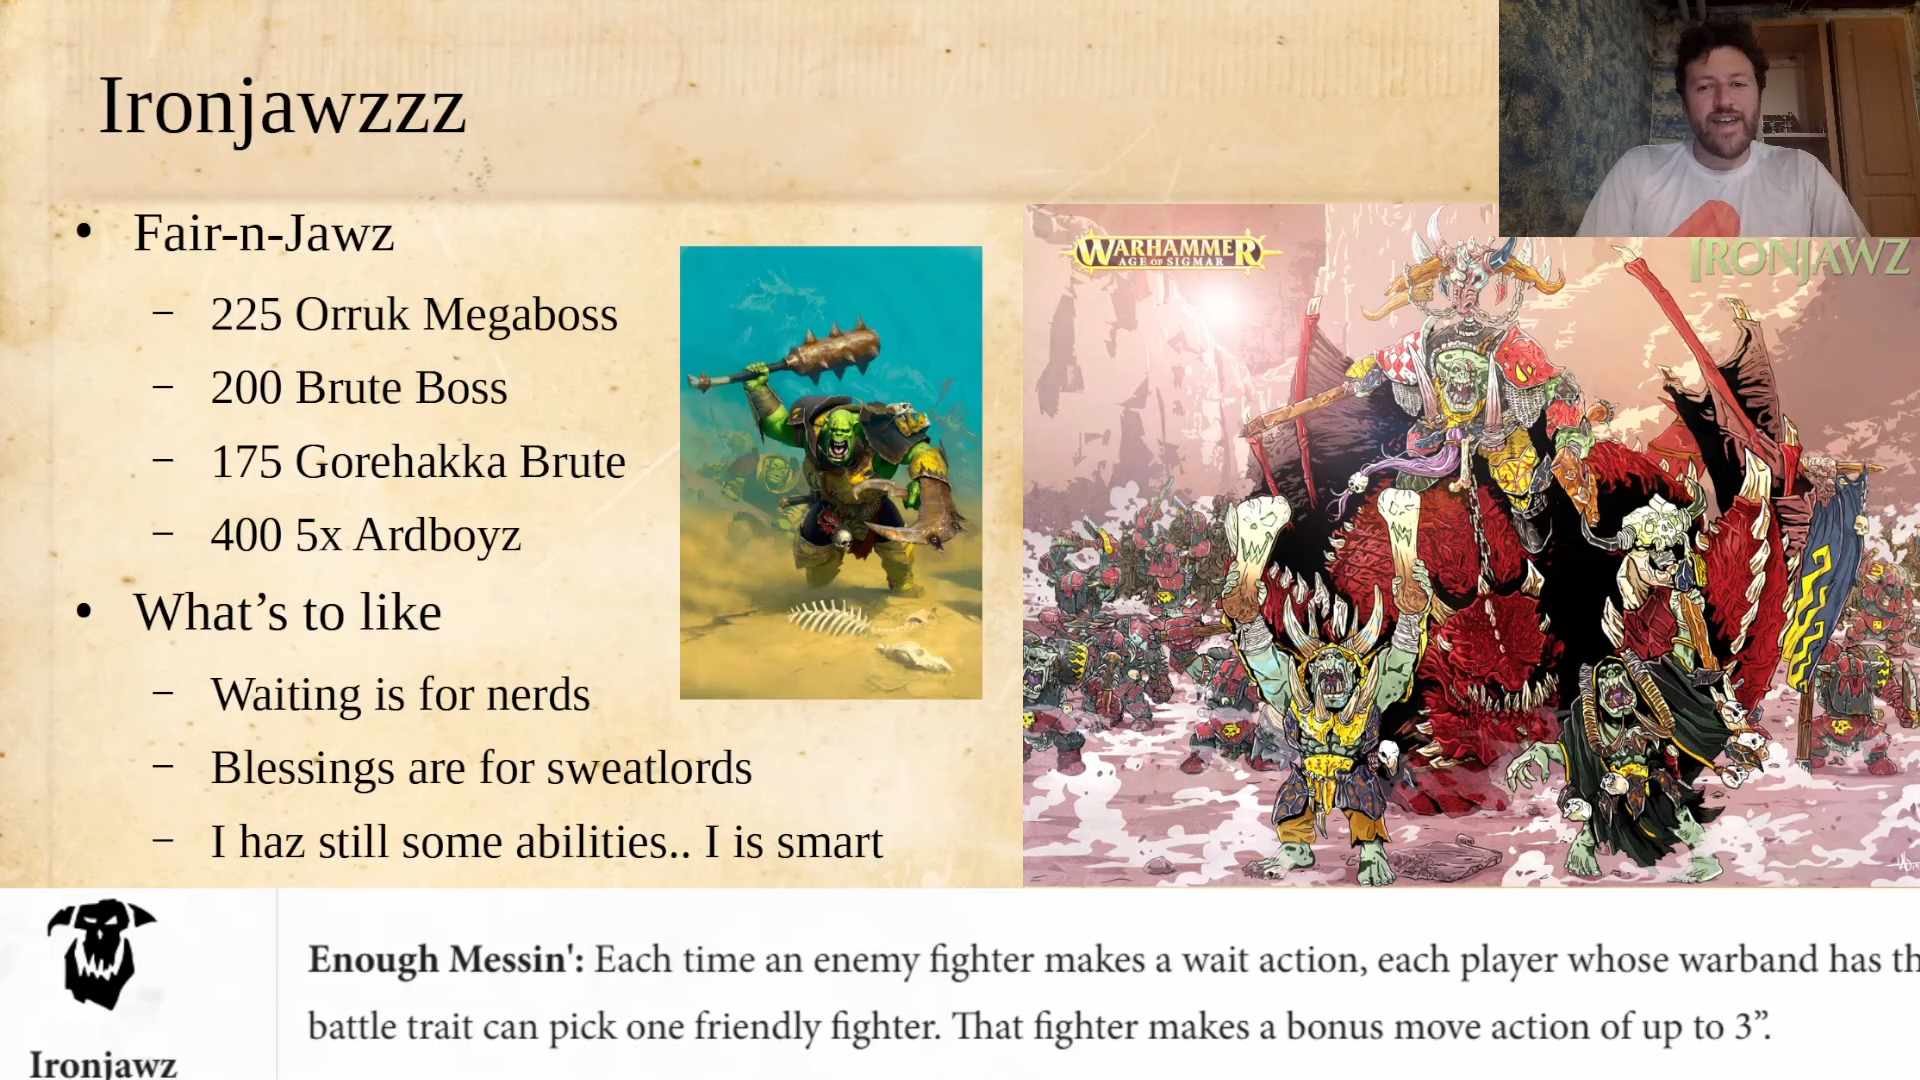 Ironjawzzz
• Fair-n-Jawz
– 225 Orruk Megaboss
– 200 Brute Boss
– 175 Gorehakka Brute
– 400 5x Ardboyz
• What’s to like
– Waiting is for nerds
– Blessings are for sweatlords
– I haz still some abilities.. I is smart
WARHAMMER
AGE OF SIGMAR
IRONJAWZ
Ironjawz
Enough Messin': Each time an enemy fighter makes a wait action, each player whose warband has th
battle trait can pick one friendly fighter. That fighter makes a bonus move action of up to 3”.